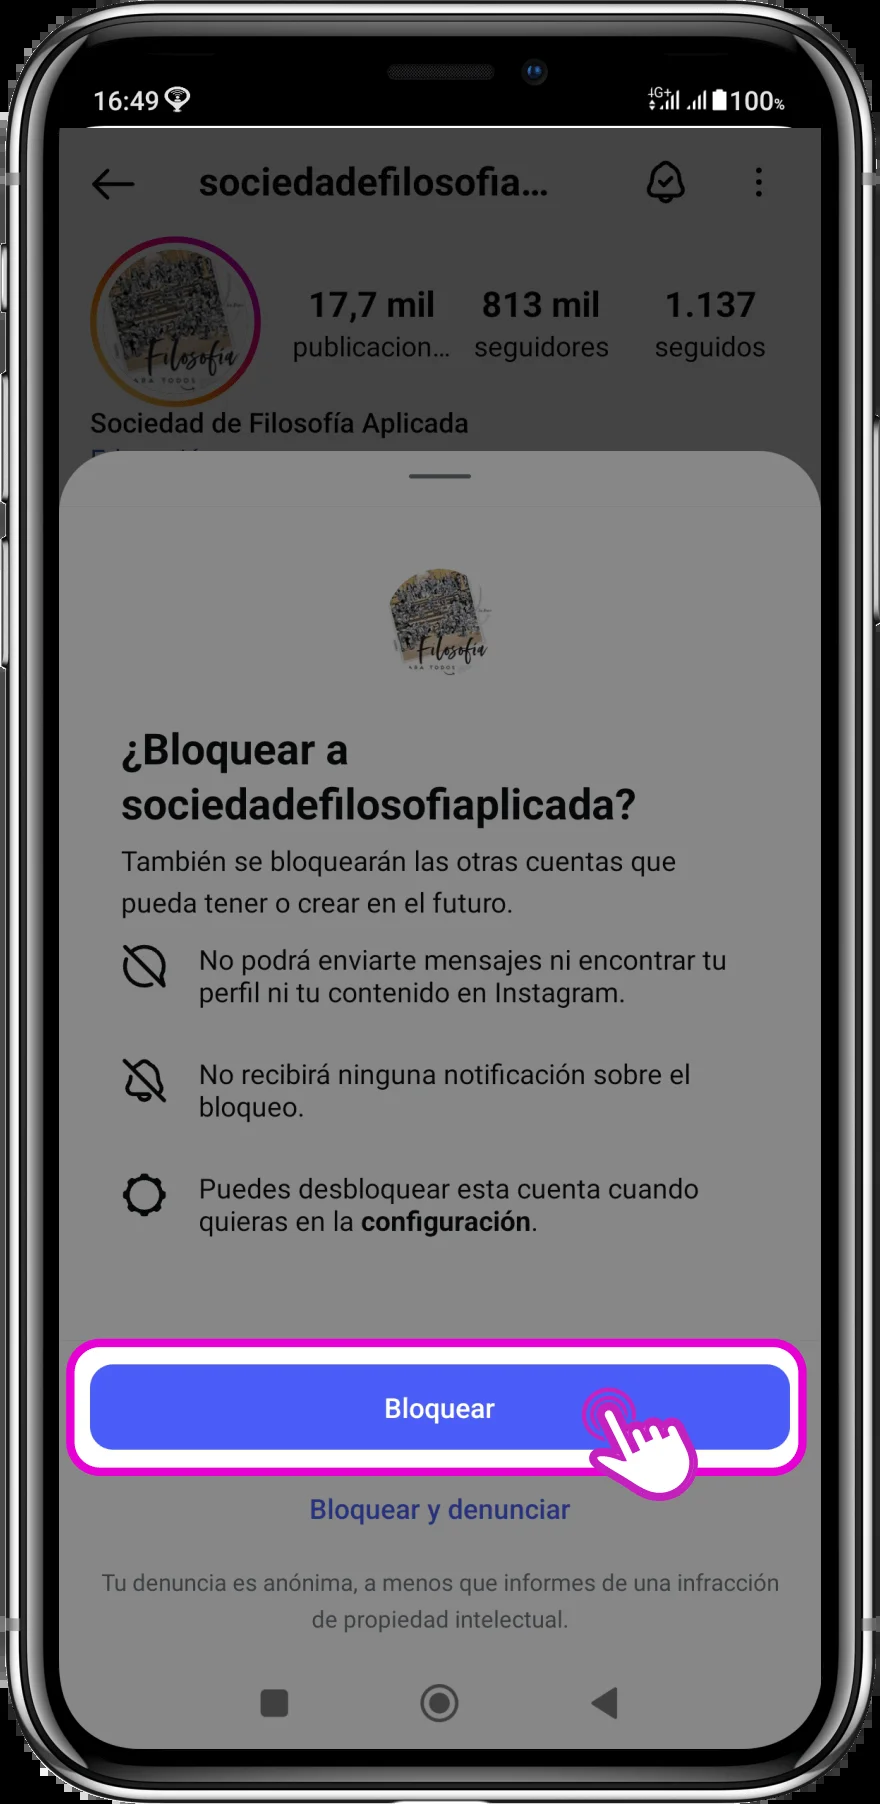 16:49 4G+ 100%
sociedadefilosofia...
17,7 mil 813 mil 1.137
publicacion... seguidores seguidos
Filosofía
Sociedad de Filosofía Aplicada
Filosofía
¿Bloquear a
sociedadefilosofiaplicada?
También se bloquearán las otras cuentas que
pueda tener o crear en el futuro.
No podrá enviarte mensajes ni encontrar tu
perfil ni tu contenido en Instagram.
No recibirá ninguna notificación sobre el
bloqueo.
Puedes desbloquear esta cuenta cuando
quieras en la configuración.
Bloquear
Bloquear y denunciar
Tu denuncia es anónima, a menos que informes de una infracción
de propiedad intelectual.